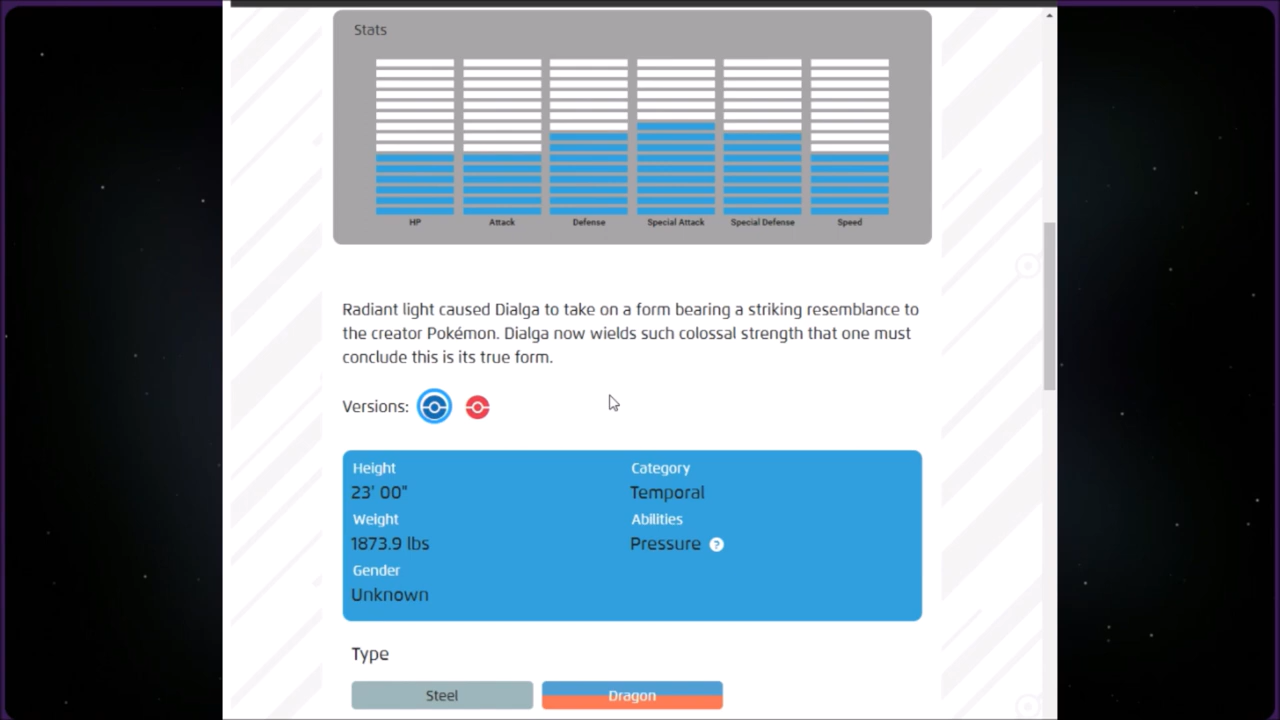 Stats
HP Attack Defense Special Attack Special Defense Speed
Radiant light caused Dialga to take on a form bearing a striking resemblance to
the creator Pokémon. Dialga now wields such colossal strength that one must
conclude this is its true form.
Versions:
Height
23' 00"
Weight
1873.9 lbs
Gender
Unknown
Category
Temporal
Abilities
Pressure ?
Type
Steel Dragon